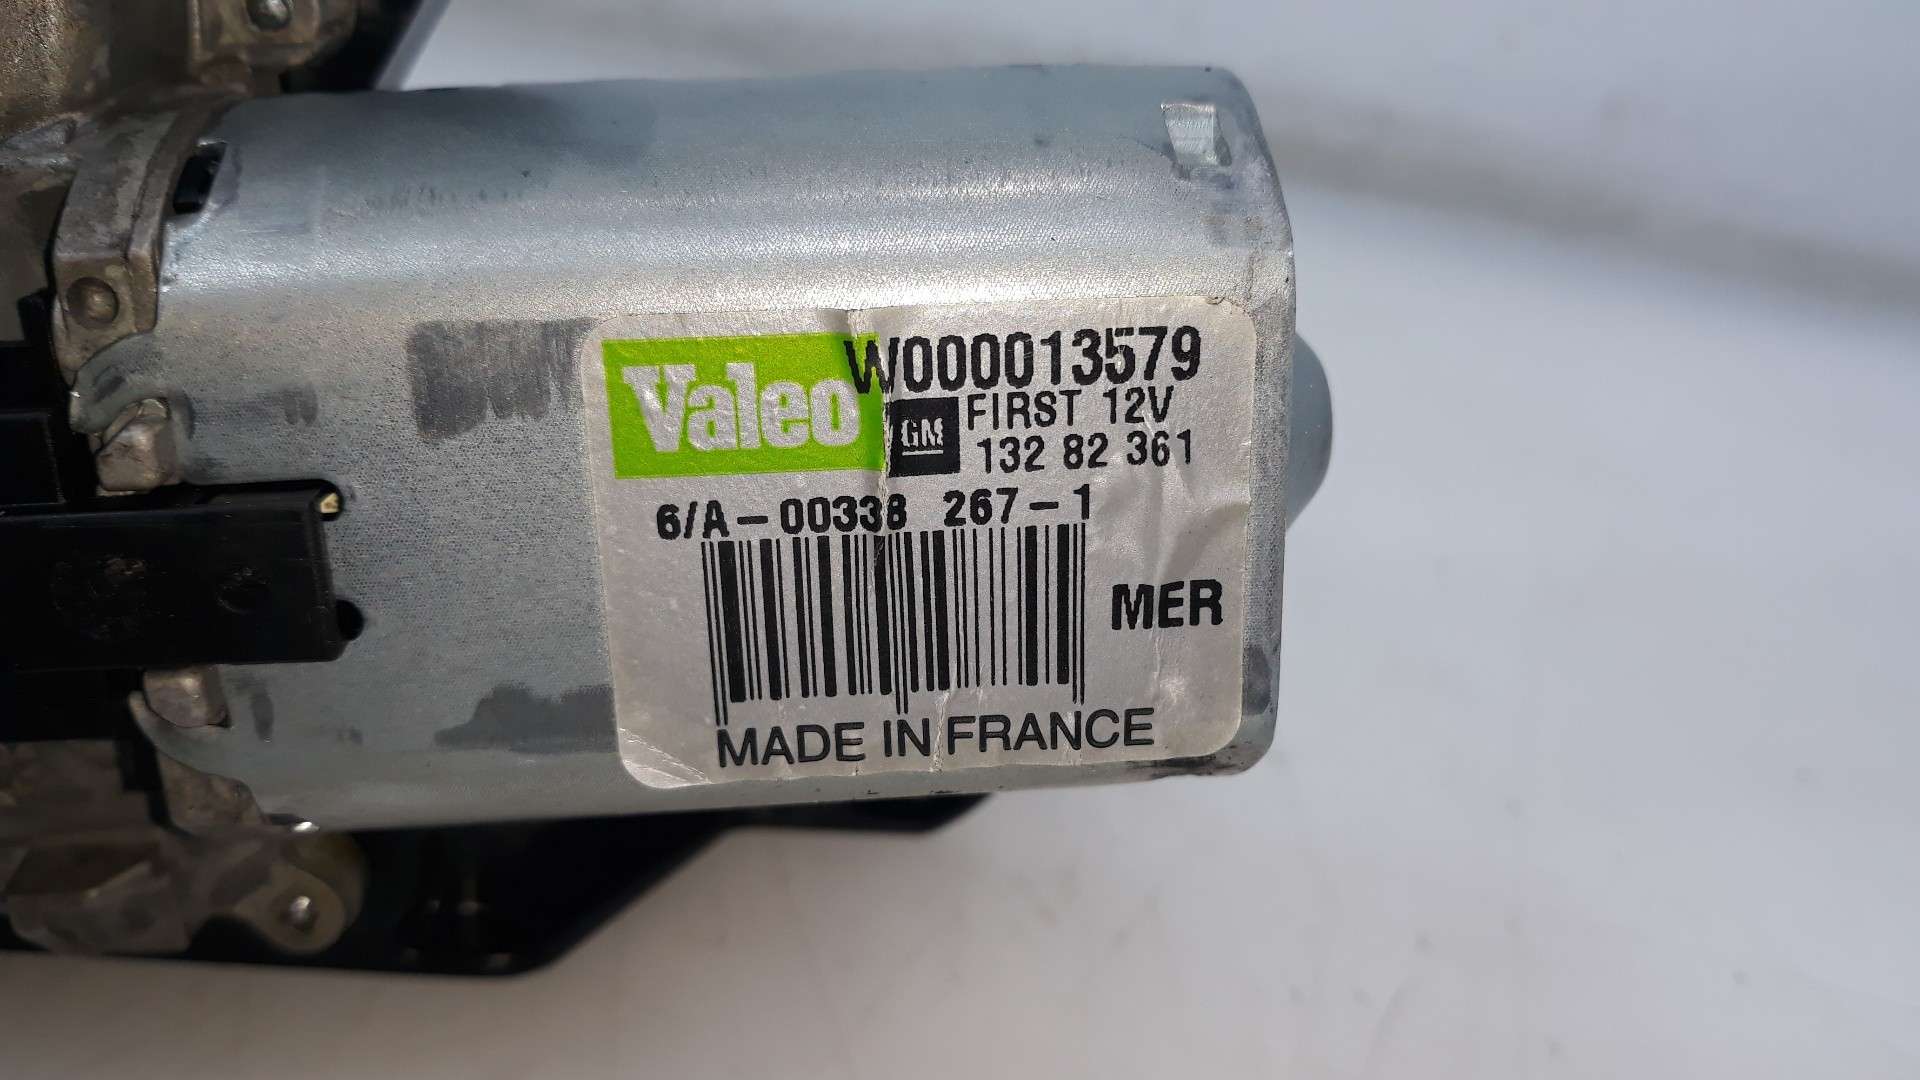 Valeo W000013579
GM FIRST 12V
132 82 361
6/A-00338 267-1
MER
MADE IN FRANCE